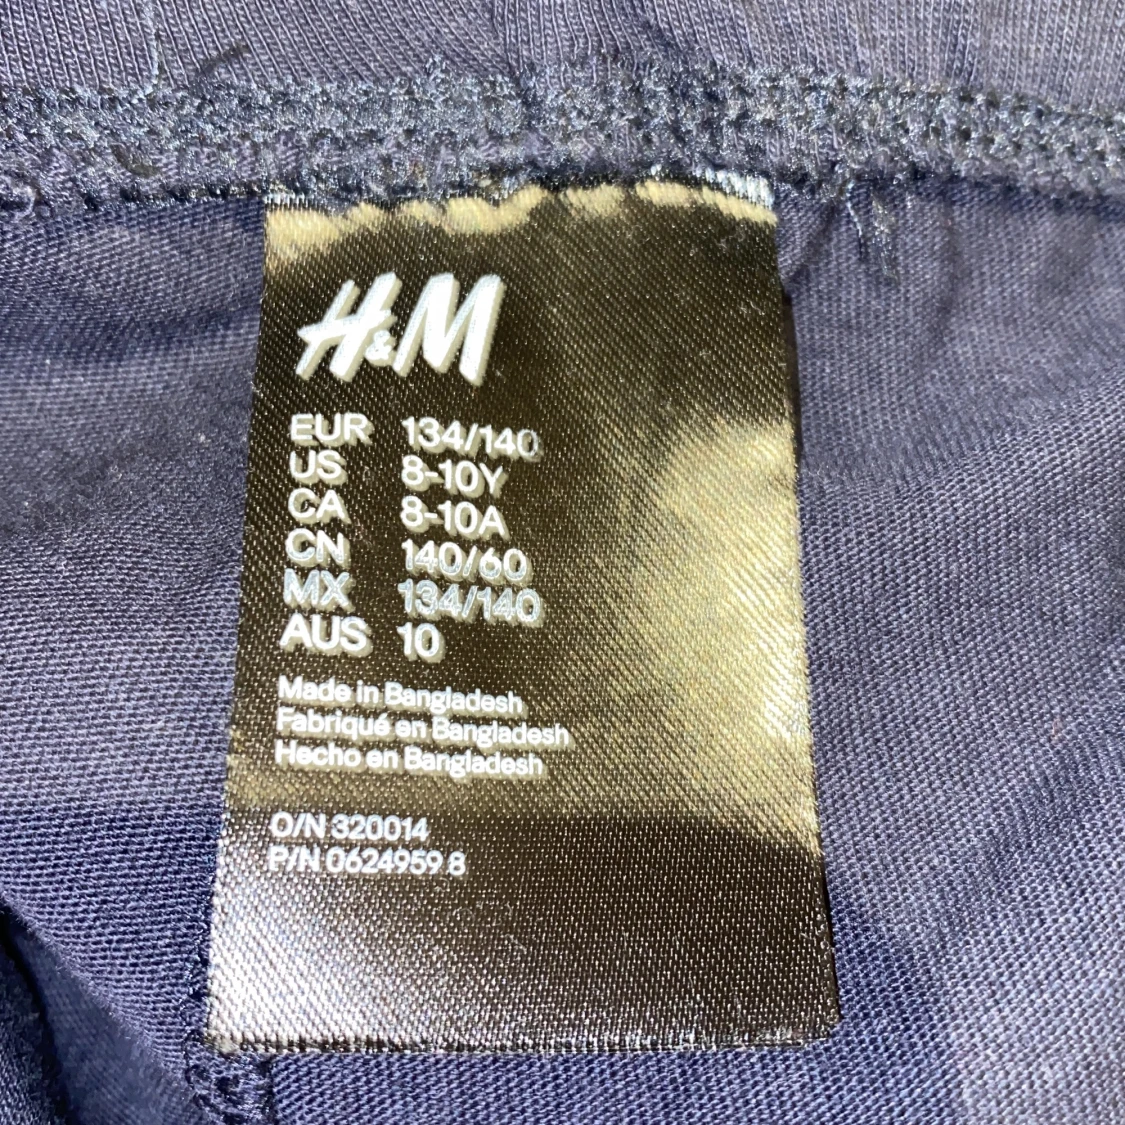 H&M
EUR 134/140
US 8-10Y
CA 8-10A
CN 140/60
MX 134/140
AUS 10
Made in Bangladesh
Fabriqué en Bangladesh
Hecho en Bangladesh
O/N 320014
P/N 0624959 8